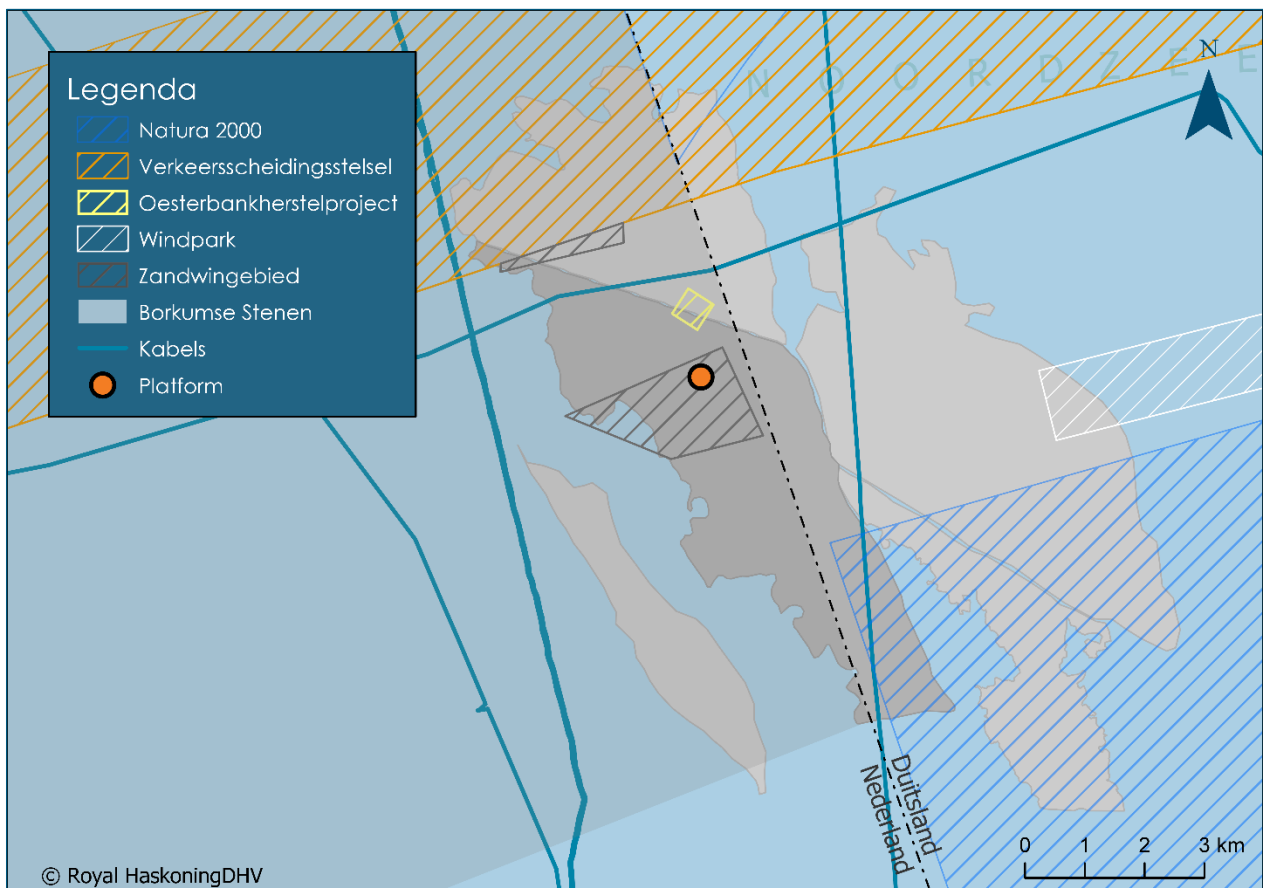 N O O R D Z E E
N
Legenda
Natura 2000
Verkeersscheidingsstelsel
Oesterbankherstelproject
Windpark
Zandwingebied
Borkumse Stenen
Kabels
Platform
Duitsland
Nederland
0 1 2 3 km
© Royal HaskoningDHV